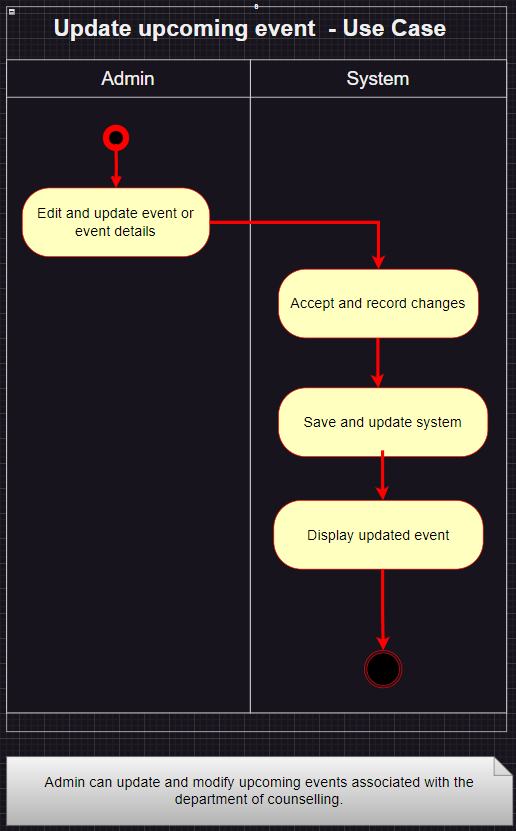 Update upcoming event - Use Case
Admin
System
Edit and update event or
event details
Accept and record changes
Save and update system
Display updated event
Admin can update and modify upcoming events associated with the
department of counselling.